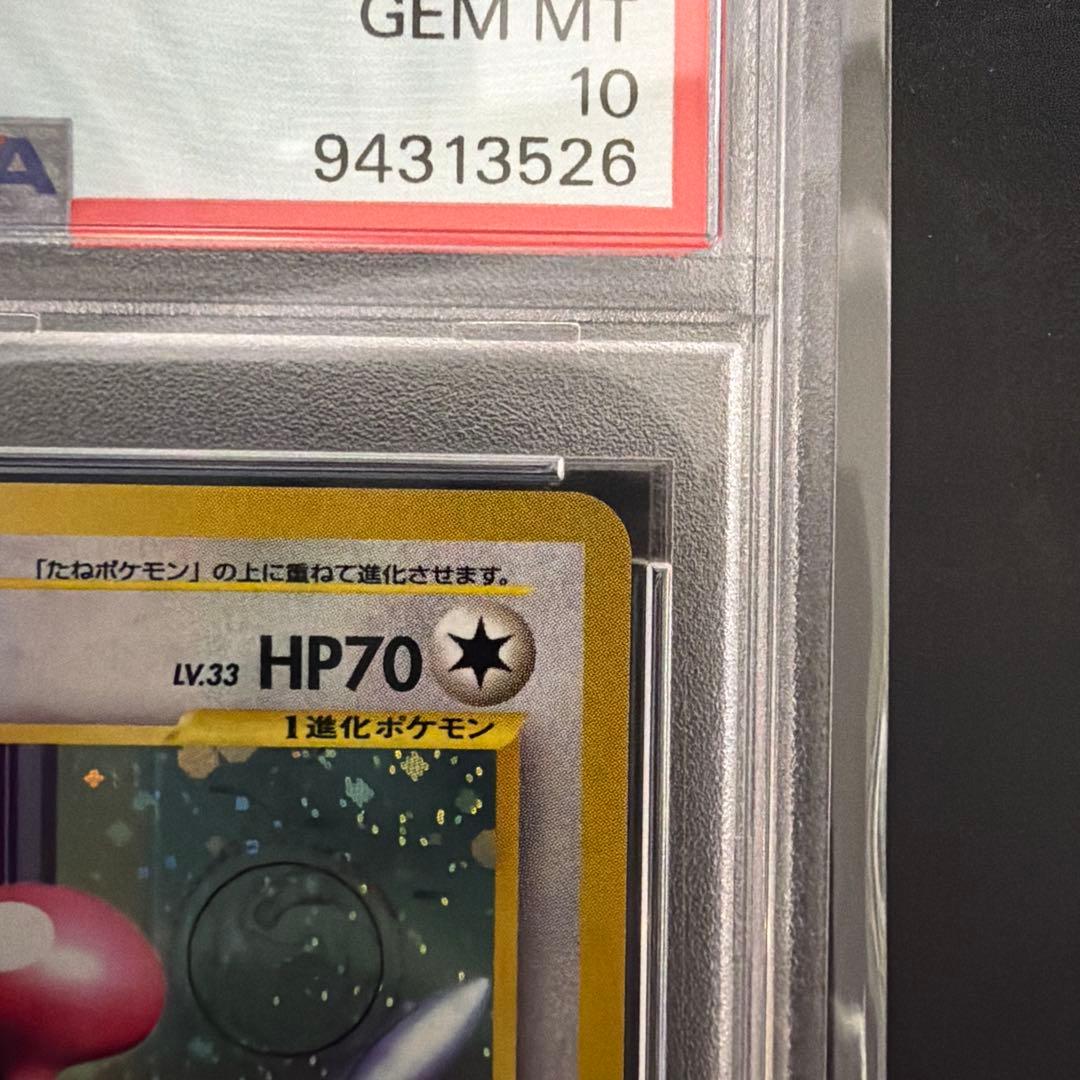 GEM MT
10
94313526
「たねポケモン」の上に重ねて進化させます。
LV.33 HP70
1進化ポケモン